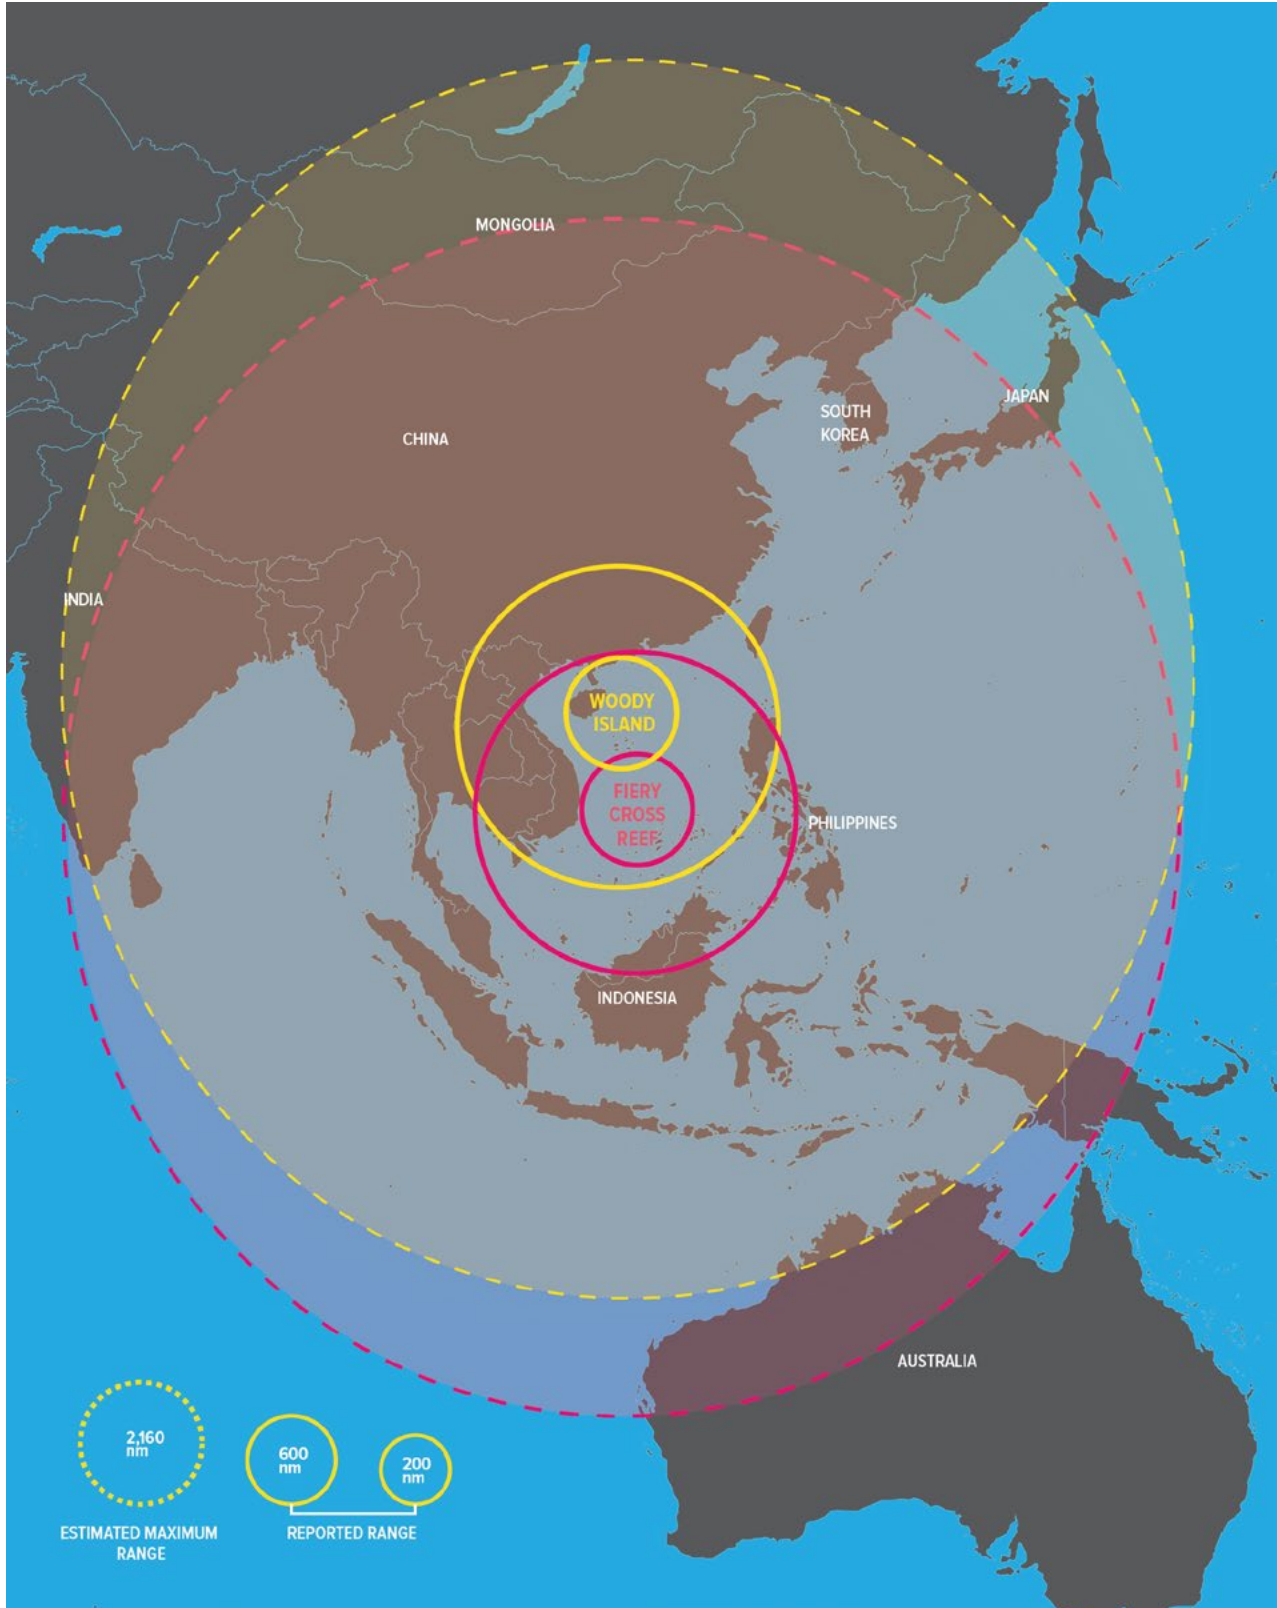 MONGOLIA
JAPAN
SOUTH
KOREA
CHINA
INDIA
WOODY
ISLAND
FIERY
CROSS
REEF
PHILIPPINES
INDONESIA
AUSTRALIA
2,160
nm
600
nm
200
nm
ESTIMATED MAXIMUM
RANGE
REPORTED RANGE